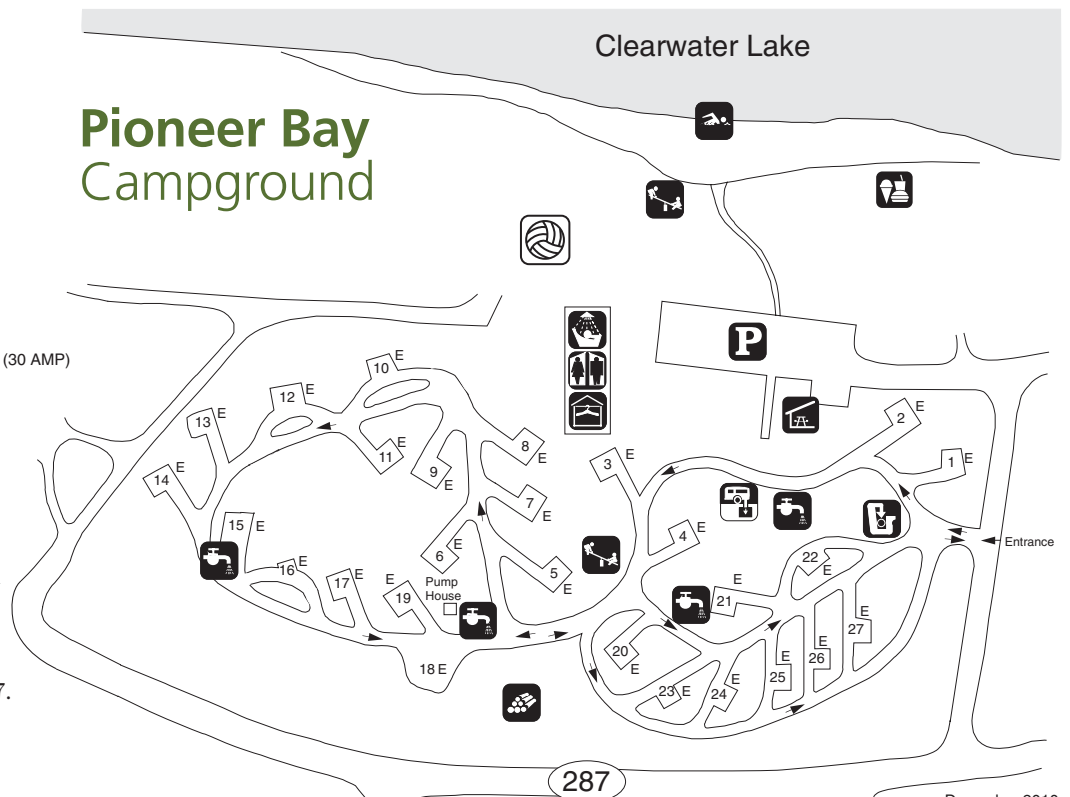 Clearwater Lake
Pioneer Bay
Campground
P
(30 AMP)
10 E
12 E
13 E
11 E
9 E
8 E
14 E
15 E
7 E
3 E
2 E
1 E
4 E
6 E
5 E
16 E
17 E
19 E
Pump
House
18 E
20 E
21 E
22 E
23 E
24 E
25 E
26 E
27 E
Entrance
7.
287